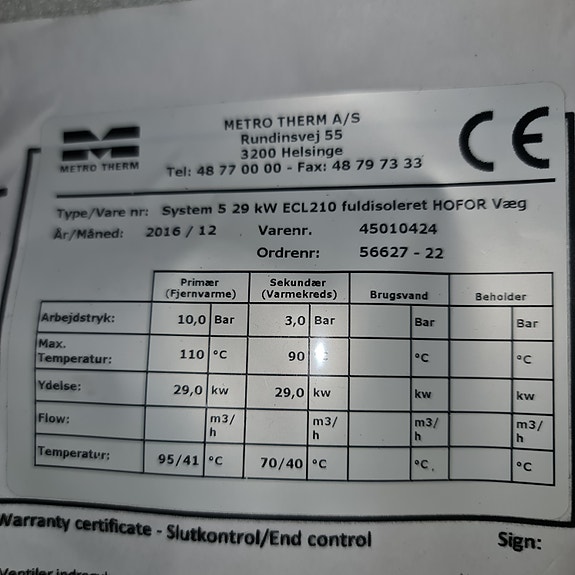 METRO THERM
METRO THERM A/S
Rundinsvej 55
3200 Helsinge
Tel: 48 77 00 00 - Fax: 48 79 73 33
CE
Type/Vare nr: System 5 29 kW ECL210 fuldisoleret HOFOR Væg
År/Måned: 2016 / 12 Varenr. 45010424
Ordrenr: 56627 - 22
Primær (Fjernvarme) Sekundær (Varmekreds) Brugsvand Beholder
Arbejdstryk: 10,0 Bar 3,0 Bar Bar Bar
Max. Temperatur: 110 °C 90 °C °C °C
Ydelse: 29,0 kw 29,0 kw kw kw
Flow: m3/h m3/h m3/h m3/h
Temperatur: 95/41 °C 70/40 °C °C. °C
Warranty certificate - Slutkontrol/End control Sign: